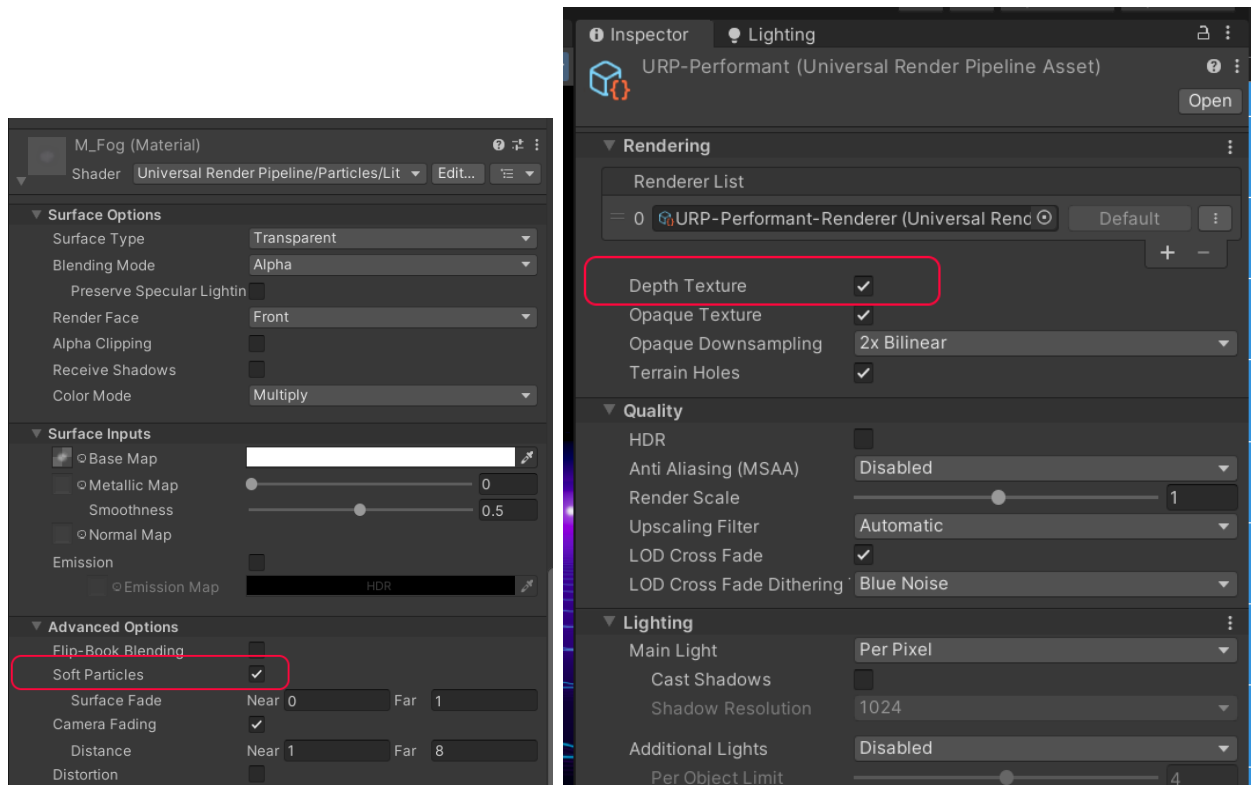 M_Fog (Material)
Shader Universal Render Pipeline/Particles/Lit Edit...
Surface Options
Surface Type Transparent
Blending Mode Alpha
Preserve Specular Lightin
Render Face Front
Alpha Clipping
Receive Shadows
Color Mode Multiply
Surface Inputs
Base Map
Metallic Map 0
Smoothness 0.5
Normal Map
Emission
Emission Map HDR
Advanced Options
Flip-Book Blending
Soft Particles
Surface Fade Near 0 Far 1
Camera Fading
Distance Near 1 Far 8
Distortion
Inspector Lighting
URP-Performant (Universal Render Pipeline Asset)
Open
Rendering
Renderer List
0 URP-Performant-Renderer (Universal Rend Default
Depth Texture
Opaque Texture
Opaque Downsampling 2x Bilinear
Terrain Holes
Quality
HDR
Anti Aliasing (MSAA) Disabled
Render Scale 1
Upscaling Filter Automatic
LOD Cross Fade
LOD Cross Fade Dithering Blue Noise
Lighting
Main Light Per Pixel
Cast Shadows
Shadow Resolution 1024
Additional Lights Disabled
Per Object Limit 4